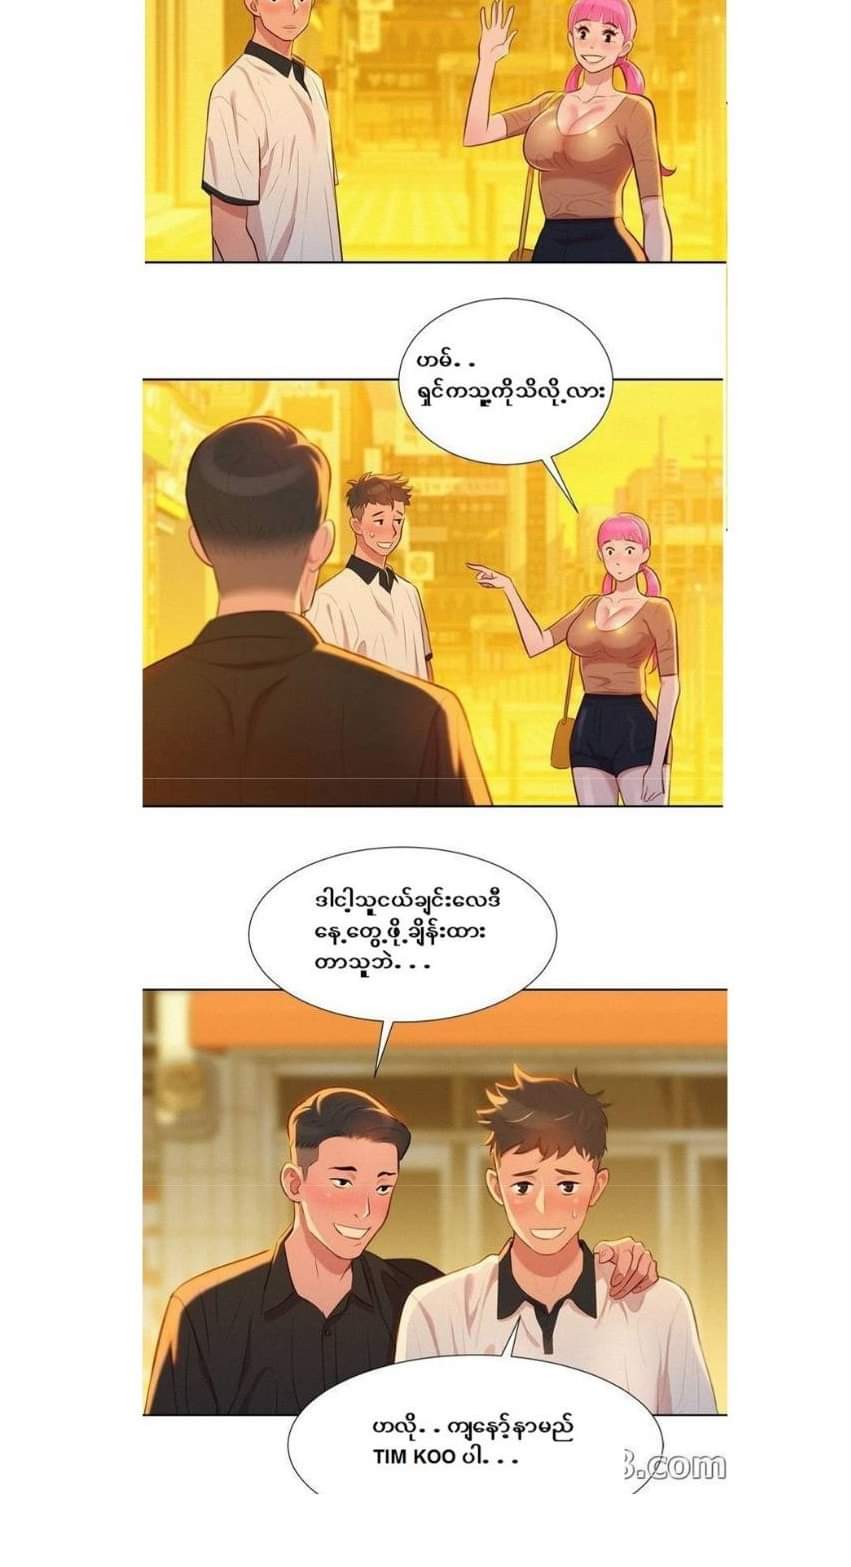 ဟမ်. .
ရှင်ကသူ့ကိုသိလို့လား
ဒါငါ့သူငယ်ချင်းလေဒီ
နေ့တွေ့ဖို့ချိန်းထား
တာသူဘဲ. . .
ဟလို. . ကျနော့်နာမည်
TIM KOO ပါ. . .
3.com